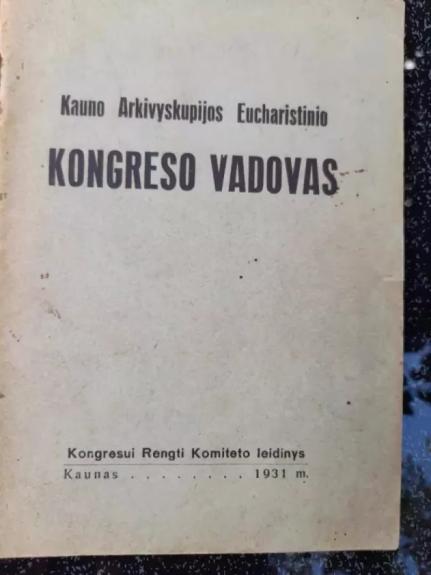 Kauno Arkivyskupijos Eucharistinio
KONGRESO VADOVAS
Kongresui Rengti Komiteto leidinys
Kaunas . . . . . . . . 1931 m.